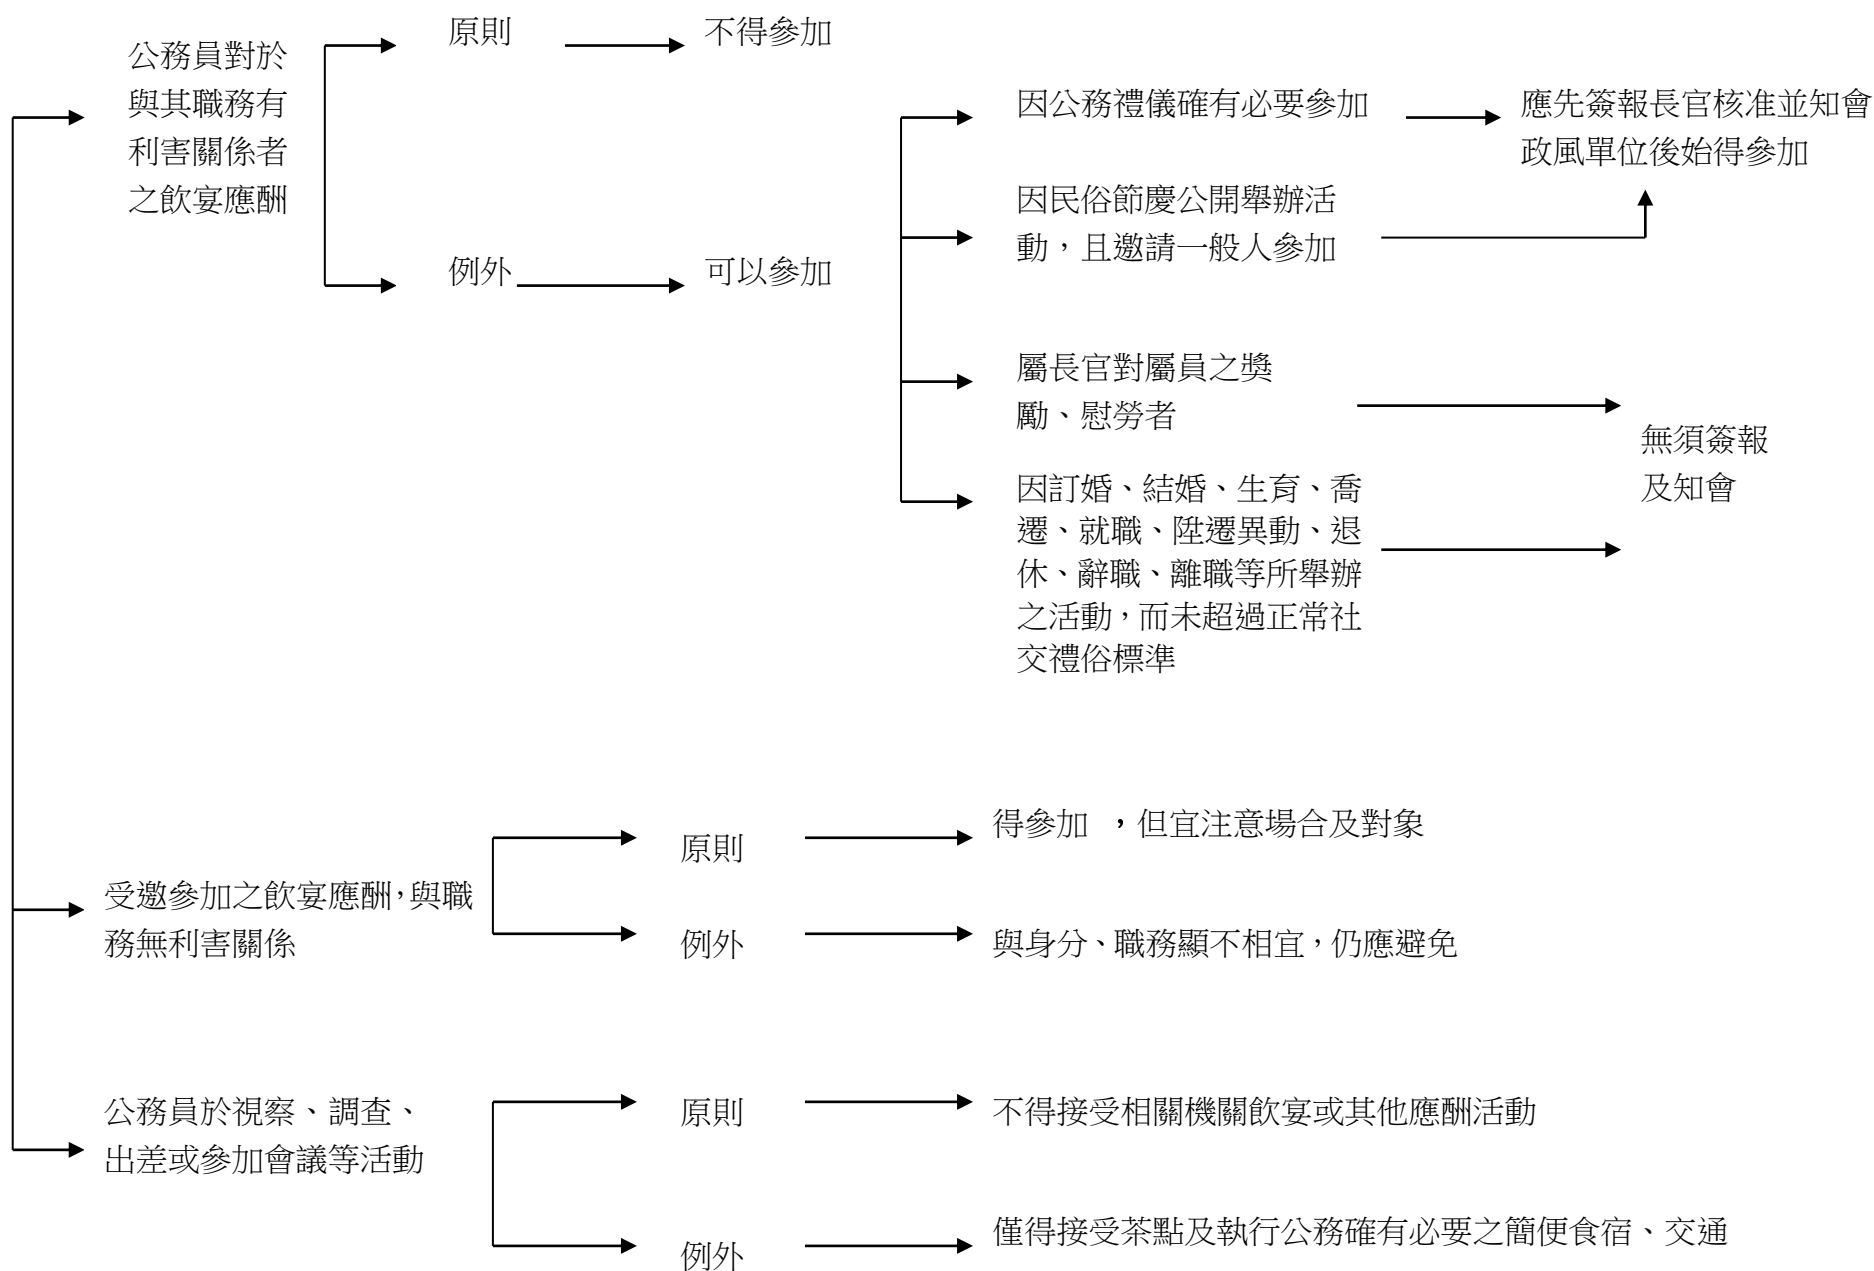 公務員對於
與其職務有
利害關係者
之飲宴應酬
原則
不得參加
例外
可以參加
因公務禮儀確有必要參加
應先簽報長官核准並知會
政風單位後始得參加
因民俗節慶公開舉辦活
動，且邀請一般人參加
屬長官對屬員之獎
勵、慰勞者
因訂婚、結婚、生育、喬
遷、就職、陞遷異動、退
休、辭職、離職等所舉辦
之活動，而未超過正常社
交禮俗標準
無須簽報
及知會
受邀參加之飲宴應酬，與職
務無利害關係
原則
得參加 ，但宜注意場合及對象
例外
與身分、職務顯不相宜，仍應避免
公務員於視察、調查、
出差或參加會議等活動
原則
不得接受相關機關飲宴或其他應酬活動
例外
僅得接受茶點及執行公務確有必要之簡便食宿、交通